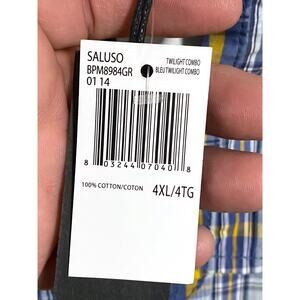 SALUSO
BPM8984GR
01 14
TWILIGHT COMBO
BLEU TWILIGHT COMBO
8 03244 07040 8
100% COTTON/COTON
4XL/4TG